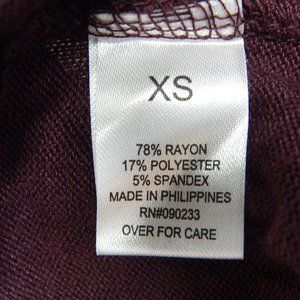 XS
78% RAYON
17% POLYESTER
5% SPANDEX
MADE IN PHILIPPINES
RN#090233
OVER FOR CARE